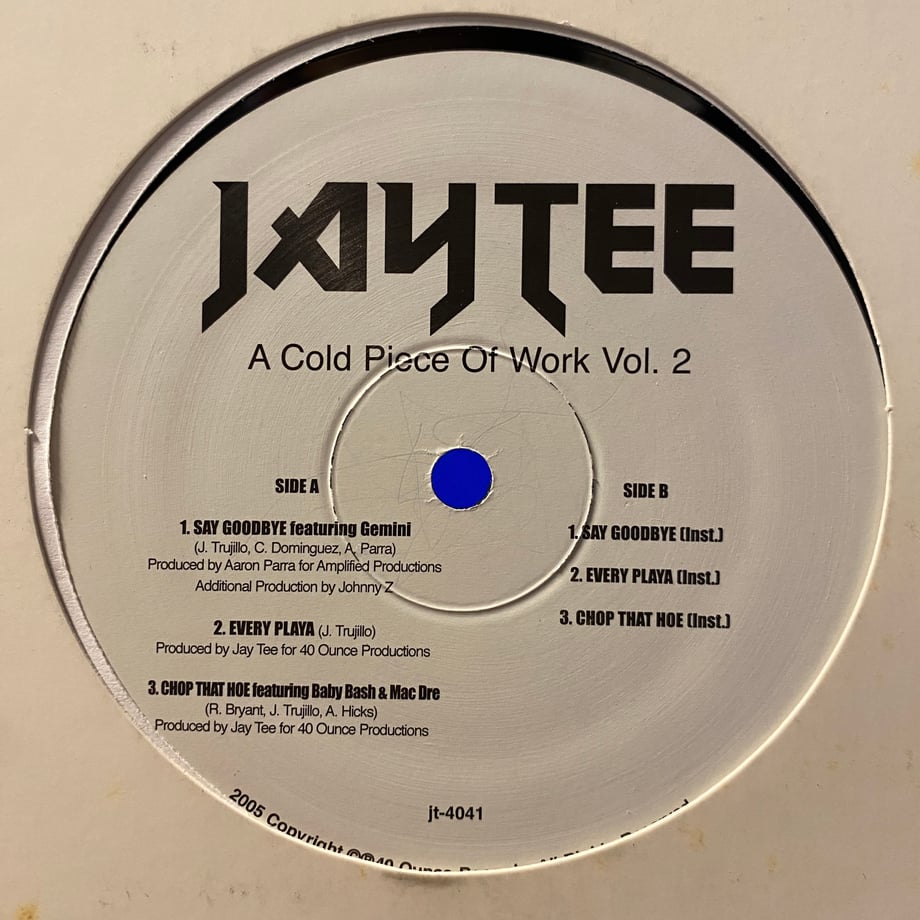 JAY TEE
A Cold Piece Of Work Vol. 2
SIDE A
1. SAY GOODBYE featuring Gemini
(J. Trujillo, C. Dominguez, A. Parra)
Produced by Aaron Parra for Amplified Productions
Additional Production by Johnny Z
2. EVERY PLAYA (J. Trujillo)
Produced by Jay Tee for 40 Ounce Productions
3. CHOP THAT HOE featuring Baby Bash & Mac Dre
(R. Bryant, J. Trujillo, A. Hicks)
Produced by Jay Tee for 40 Ounce Productions
SIDE B
1. SAY GOODBYE (Inst.)
2. EVERY PLAYA (Inst.)
3. CHOP THAT HOE (Inst.)
jt-4041
2005 Copyright ©℗40 Ounce